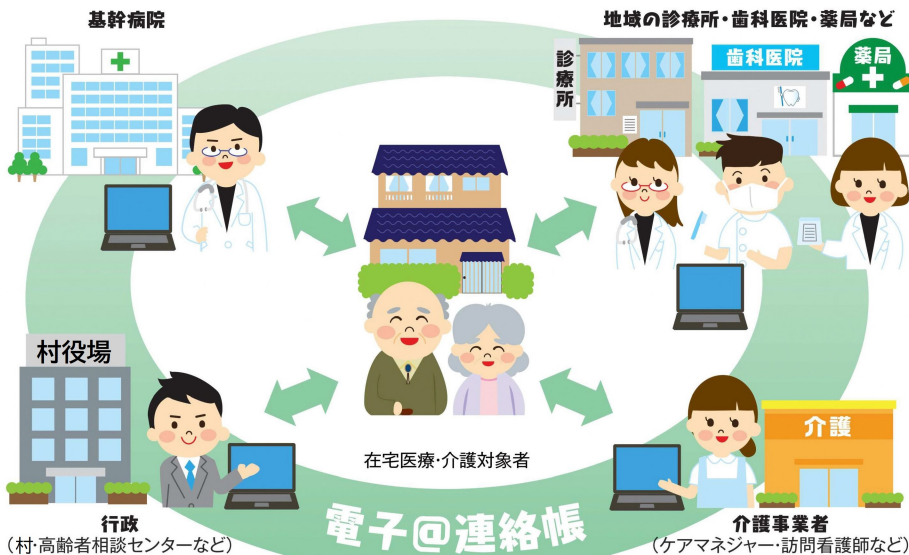 基幹病院
地域の診療所・歯科医院・薬局など
診療所
歯科医院
薬局
村役場
介護
在宅医療・介護対象者
電子@連絡帳
行政
（村・高齢者相談センターなど）
介護事業者
（ケアマネジャー・訪問看護師など）